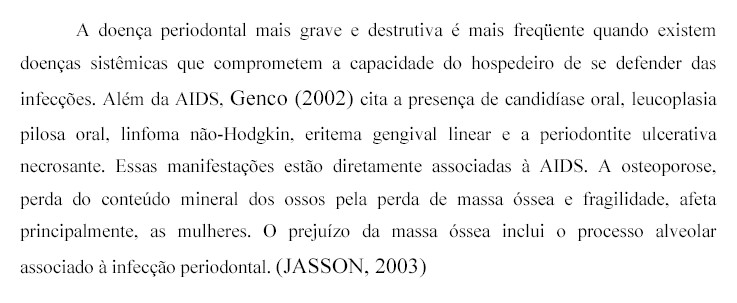 A doença periodontal mais grave e destrutiva é mais freqüente quando existem
doenças sistêmicas que comprometem a capacidade do hospedeiro de se defender das
infecções. Além da AIDS, Genco (2002) cita a presença de candidíase oral, leucoplasia
pilosa oral, linfoma não-Hodgkin, eritema gengival linear e a periodontite ulcerativa
necrosante. Essas manifestações estão diretamente associadas à AIDS. A osteoporose,
perda do conteúdo mineral dos ossos pela perda de massa óssea e fragilidade, afeta
principalmente, as mulheres. O prejuízo da massa óssea inclui o processo alveolar
associado à infecção periodontal. (JASSON, 2003)